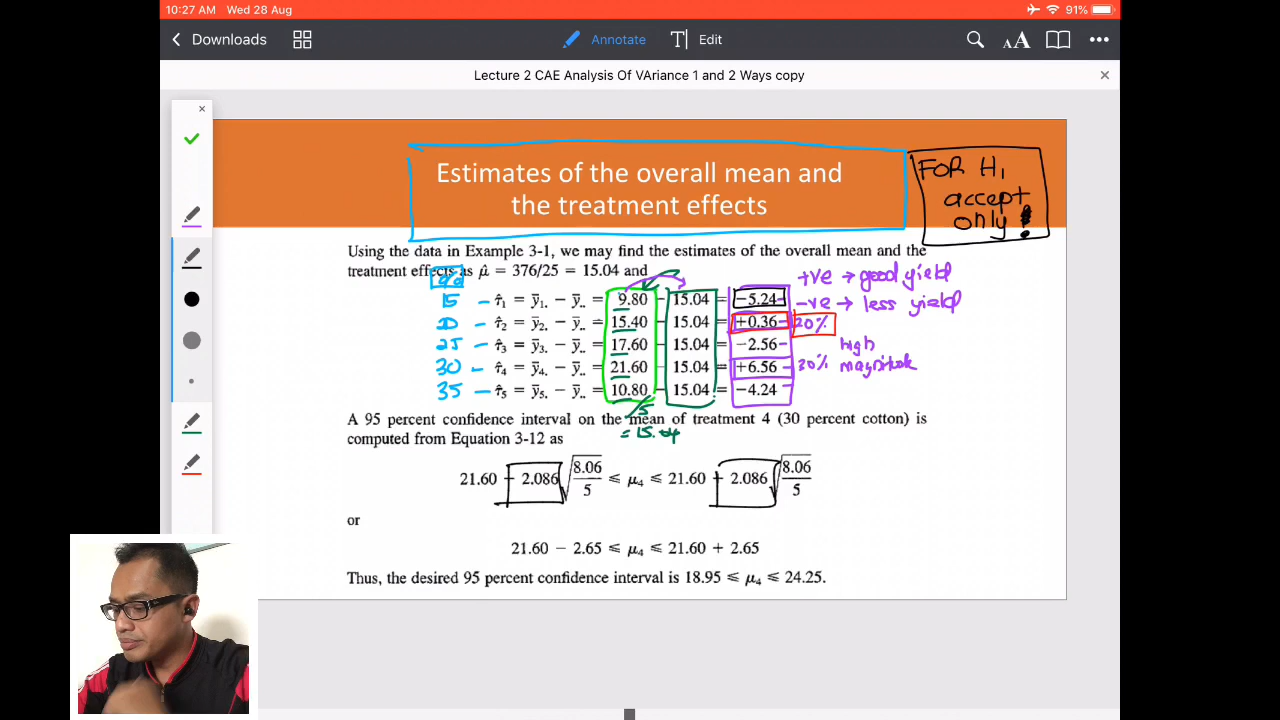 10:27 AM Wed 28 Aug
91%
Downloads
Annotate
T Edit
AA
Lecture 2 CAE Analysis Of VAriance 1 and 2 Ways copy
Estimates of the overall mean and
the treatment effects
FOR H1
accept
only!
Using the data in Example 3-1, we may find the estimates of the overall mean and the
treatment effects as μ̂ = 376/25 = 15.04 and
+ve → good yield
15 – τ̂₁ = ȳ₁. − ȳ.. = 9.80 − 15.04 = −5.24
-ve → less yield
20 – τ̂₂ = ȳ₂. − ȳ.. = 15.40 − 15.04 = +0.36
20%
25 – τ̂₃ = ȳ₃. − ȳ.. = 17.60 − 15.04 = −2.56
high
30 – τ̂₄ = ȳ₄. − ȳ.. = 21.60 − 15.04 = +6.56
30% magnitude
35 – τ̂₅ = ȳ₅. − ȳ.. = 10.80 − 15.04 = −4.24
/5
= 15.04
A 95 percent confidence interval on the mean of treatment 4 (30 percent cotton) is
computed from Equation 3-12 as
21.60 − 2.086 √(8.06/5) ⩽ μ₄ ⩽ 21.60 + 2.086 √(8.06/5)
or
21.60 − 2.65 ⩽ μ₄ ⩽ 21.60 + 2.65
Thus, the desired 95 percent confidence interval is 18.95 ⩽ μ₄ ⩽ 24.25.